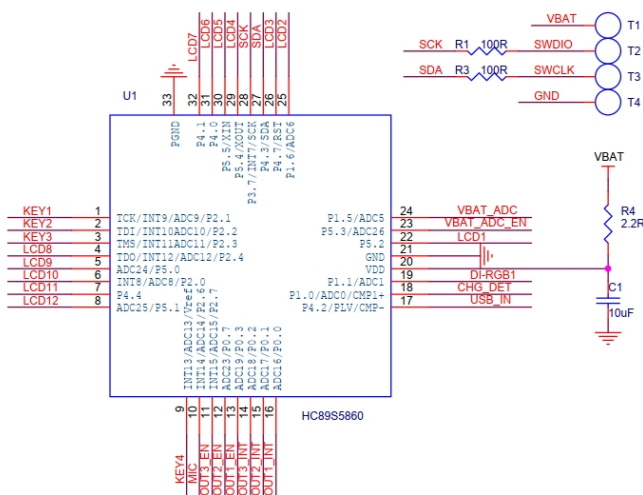 LCD7
LCD6
LCD5
LCD4
SCK
SDA
LCD3
LCD2
VBAT
T1
SCK
R1
100R
SWDIO
T2
SDA
R3
100R
SWCLK
T3
GND
T4
U1
33
32
31
30
29
28
27
26
25
PGND
P4.1
P4.0
P5.5/XIN
P5.4/XOUT
P3.7/INT7/SCK
P4.3/SDA
P4.7/RST
P1.6/ADC6
KEY1
1
TCK/INT9/ADC9/P2.1
KEY2
2
TDI/INT10ADC10/P2.2
KEY3
3
TMS/INT11ADC11/P2.3
LCD8
4
TDO/INT12/ADC12/P2.4
LCD9
5
ADC24/P5.0
LCD10
6
INT8/ADC8/P2.0
LCD11
7
P4.4
LCD12
8
ADC25/P5.1
P1.5/ADC5
24
VBAT_ADC
P5.3/ADC26
23
VBAT_ADC_EN
P5.2
22
LCD1
GND
21
VDD
20
P1.1/ADC1
19
DI-RGB1
P1.0/ADC0/CMP1+
18
CHG_DET
P4.2/PLV/CMP-
17
USB_IN
VBAT
R4
2.2R
C1
10uF
INT13/ADC13/Vref
INT14/ADC14/P2.6
INT15/ADC15/P2.7
ADC23/P0.7
ADC19/P0.3
ADC18/P0.2
ADC17/P0.1
ADC16/P0.0
9
10
11
12
13
14
15
16
KEY4
MIC
OUT3_EN
OUT2_EN
OUT1_EN
OUT3_INT
OUT2_INT
OUT1_INT
HC89S5860